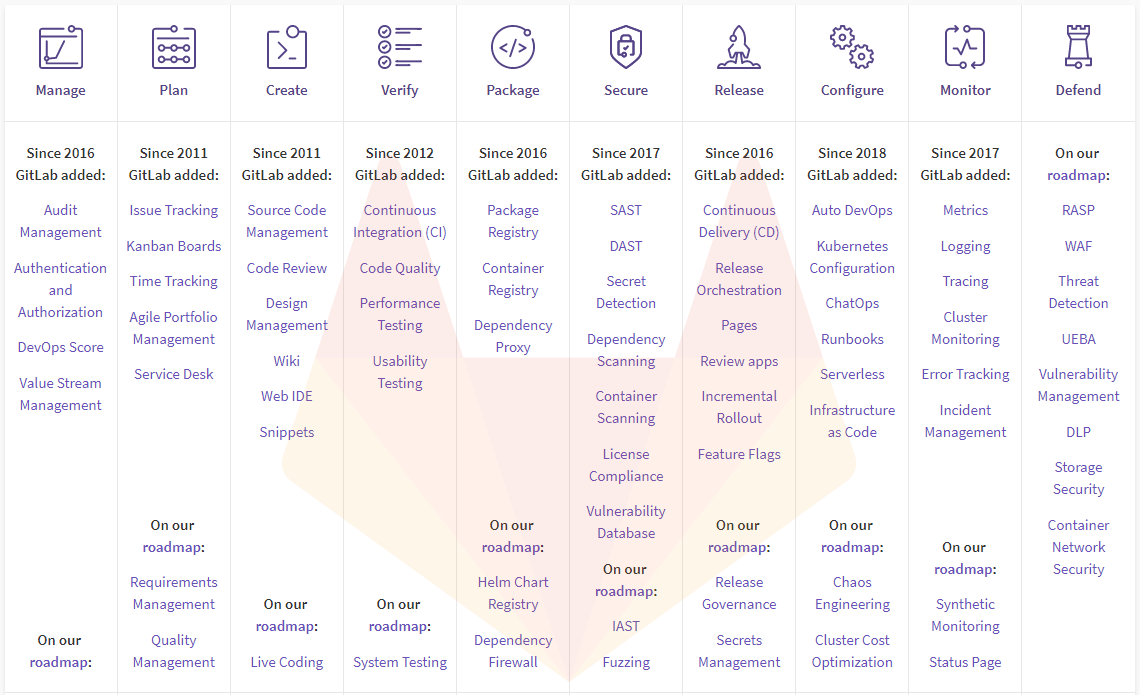 Manage
Plan
Create
Verify
Package
Secure
Release
Configure
Monitor
Defend
Since 2016
GitLab added:
Audit
Management
Authentication
and
Authorization
DevOps Score
Value Stream
Management
On our
roadmap:
Since 2011
GitLab added:
Issue Tracking
Kanban Boards
Time Tracking
Agile Portfolio
Management
Service Desk
On our
roadmap:
Requirements
Management
Quality
Management
Since 2011
GitLab added:
Source Code
Management
Code Review
Design
Management
Wiki
Web IDE
Snippets
On our
roadmap:
Live Coding
Since 2012
GitLab added:
Continuous
Integration (CI)
Code Quality
Performance
Testing
Usability
Testing
On our
roadmap:
System Testing
Since 2016
GitLab added:
Package
Registry
Container
Registry
Dependency
Proxy
On our
roadmap:
Helm Chart
Registry
Dependency
Firewall
Since 2017
GitLab added:
SAST
DAST
Secret
Detection
Dependency
Scanning
Container
Scanning
License
Compliance
Vulnerability
Database
On our
roadmap:
IAST
Fuzzing
Since 2016
GitLab added:
Continuous
Delivery (CD)
Release
Orchestration
Pages
Review apps
Incremental
Rollout
Feature Flags
On our
roadmap:
Release
Governance
Secrets
Management
Since 2018
GitLab added:
Auto DevOps
Kubernetes
Configuration
ChatOps
Runbooks
Serverless
Infrastructure
as Code
On our
roadmap:
Chaos
Engineering
Cluster Cost
Optimization
Since 2017
GitLab added:
Metrics
Logging
Tracing
Cluster
Monitoring
Error Tracking
Incident
Management
On our
roadmap:
Synthetic
Monitoring
Status Page
On our
roadmap:
RASP
WAF
Threat
Detection
UEBA
Vulnerability
Management
DLP
Storage
Security
Container
Network
Security